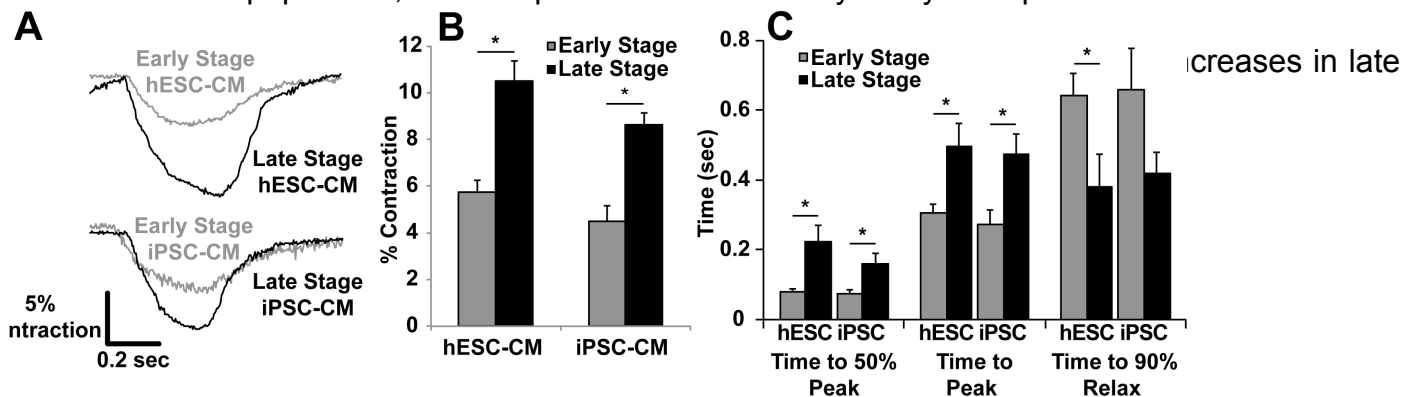 A
Early Stage
hESC-CM
Late Stage
hESC-CM
Early Stage
iPSC-CM
Late Stage
iPSC-CM
5%
ntraction
0.2 sec
B
Early Stage
Late Stage
% Contraction
12
10
8
6
4
2
0
*
*
hESC-CM
iPSC-CM
C
Early Stage
Late Stage
Time (sec)
0.8
0.6
0.4
0.2
0
*
*
*
*
*
hESC iPSC
hESC iPSC
hESC iPSC
Time to 50%
Peak
Time to
Peak
Time to 90%
Relax
creases in late